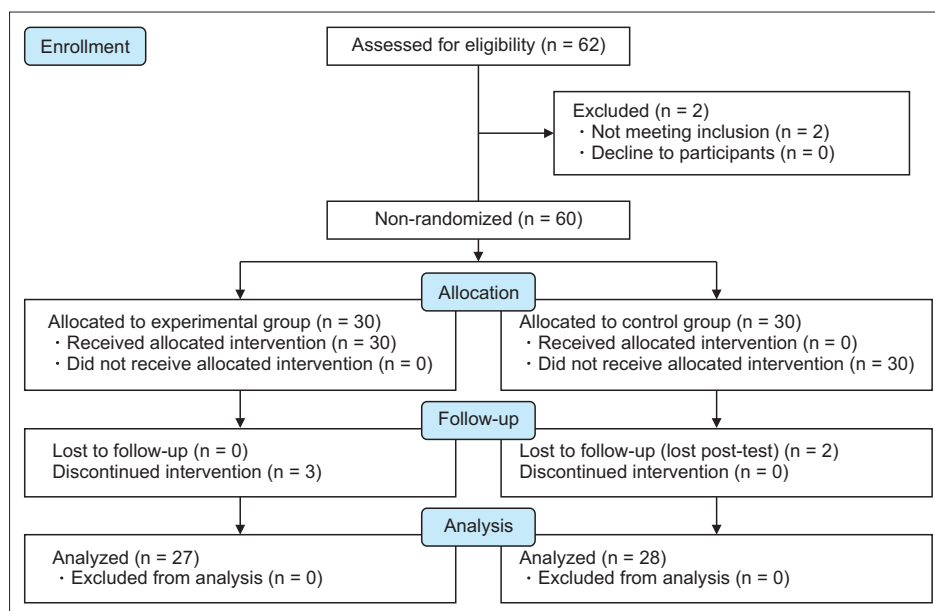 Enrollment
Assessed for eligibility (n = 62)
Excluded (n = 2)
・Not meeting inclusion (n = 2)
・Decline to participants (n = 0)
Non-randomized (n = 60)
Allocation
Allocated to experimental group (n = 30)
・Received allocated intervention (n = 30)
・Did not receive allocated intervention (n = 0)
Allocated to control group (n = 30)
・Received allocated intervention (n = 0)
・Did not receive allocated intervention (n = 30)
Follow-up
Lost to follow-up (n = 0)
Discontinued intervention (n = 3)
Lost to follow-up (lost post-test) (n = 2)
Discontinued intervention (n = 0)
Analysis
Analyzed (n = 27)
・Excluded from analysis (n = 0)
Analyzed (n = 28)
・Excluded from analysis (n = 0)